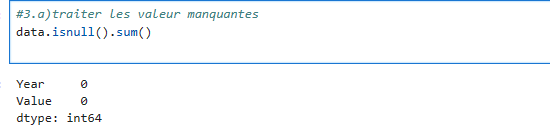 #3.a)traiter les valeur manquantes
data.isnull().sum()
Year     0
Value    0
dtype: int64